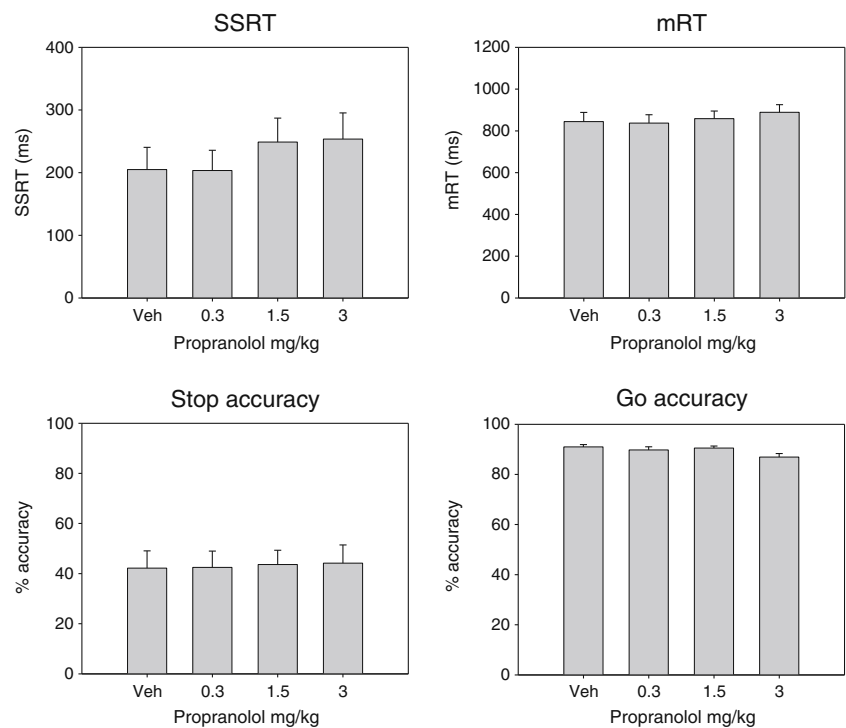 SSRT
400
300
200
100
0
SSRT (ms)
Veh 0.3 1.5 3
Propranolol mg/kg
mRT
1200
1000
800
600
400
200
0
mRT (ms)
Veh 0.3 1.5 3
Propranolol mg/kg
Stop accuracy
100
80
60
40
20
0
% accuracy
Veh 0.3 1.5 3
Propranolol mg/kg
Go accuracy
100
80
60
40
20
0
% accuracy
Veh 0.3 1.5 3
Propranolol mg/kg